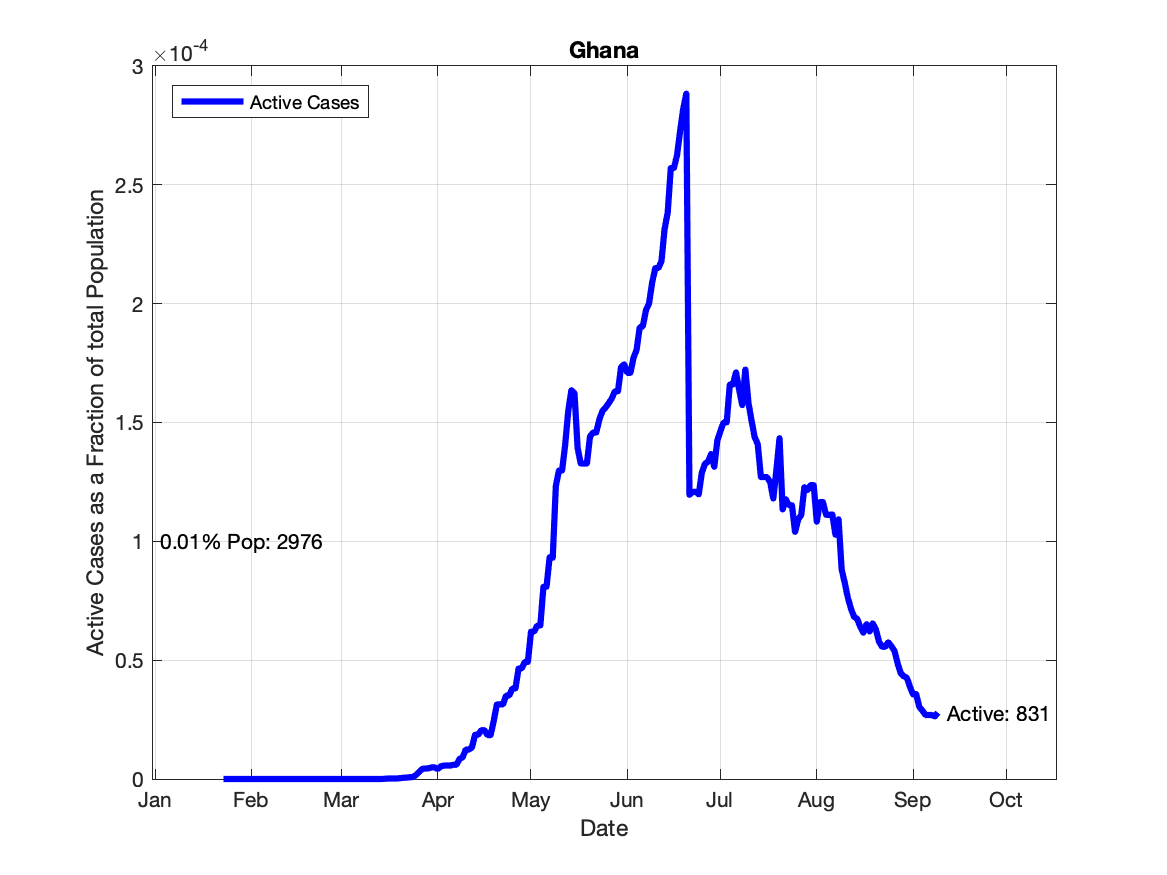 Ghana
×10-4
3
2.5
2
1.5
1
0.5
0
Active Cases
0.01% Pop: 2976
Active: 831
Active Cases as a Fraction of total Population
Jan Feb Mar Apr May Jun Jul Aug Sep Oct
Date